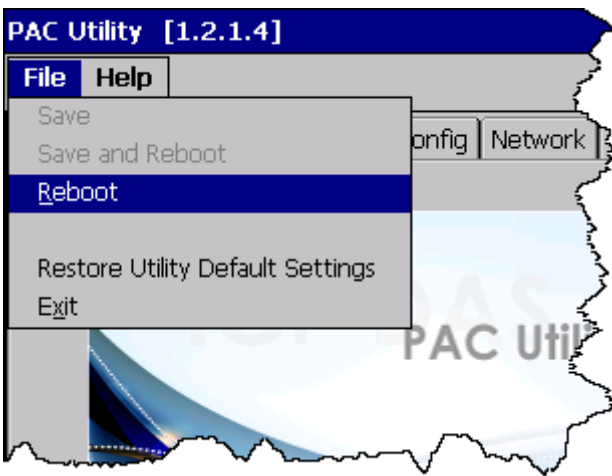 PAC Utility [1.2.1.4]
File Help
Save
Save and Reboot
Reboot
Restore Utility Default Settings
Exit
onfig Network
PAC Utili